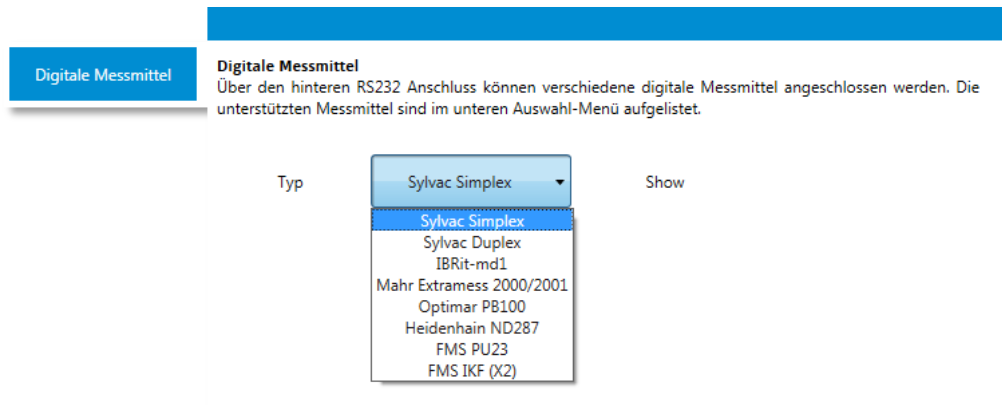 Digitale Messmittel
Digitale Messmittel
Über den hinteren RS232 Anschluss können verschiedene digitale Messmittel angeschlossen werden. Die
unterstützten Messmittel sind im unteren Auswahl-Menü aufgelistet.
Typ Sylvac Simplex Show
Sylvac Simplex
Sylvac Duplex
IBRit-md1
Mahr Extramess 2000/2001
Optimar PB100
Heidenhain ND287
FMS PU23
FMS IKF (X2)